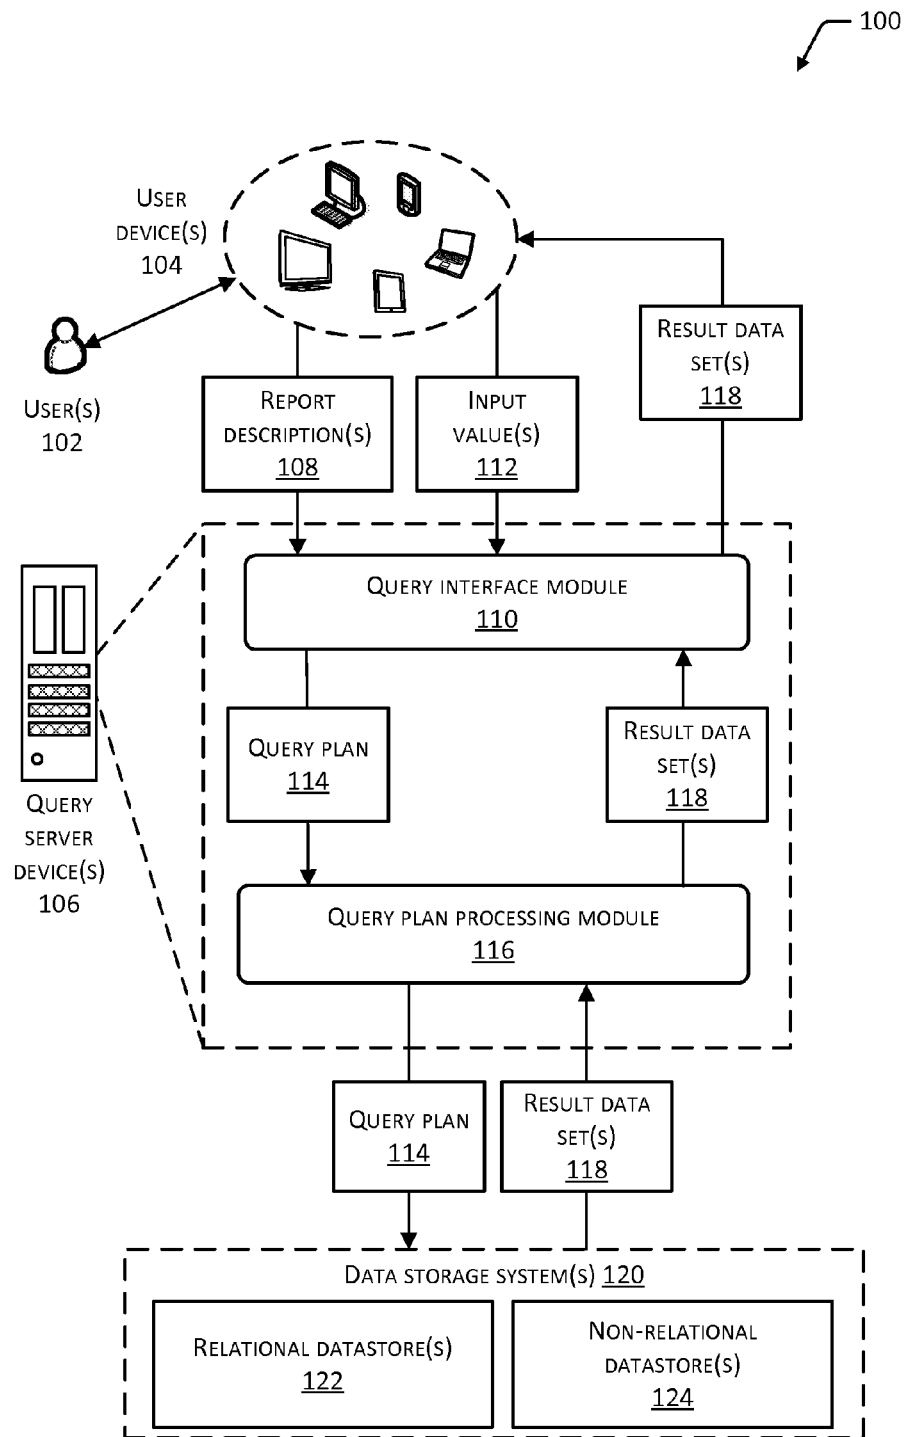 100
User
device(s)
104
User(s)
102
Report
description(s)
108
Input
value(s)
112
Result data
set(s)
118
Query interface module
110
Query plan
114
Result data
set(s)
118
Query
server
device(s)
106
Query plan processing module
116
Query plan
114
Result data
set(s)
118
Data storage system(s) 120
Relational datastore(s)
122
Non-relational
datastore(s)
124